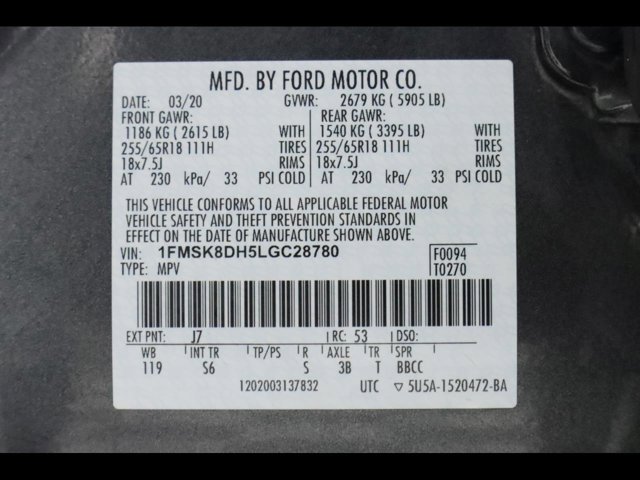 MFD. BY FORD MOTOR CO.
DATE: 03/20 GVWR: 2679 KG ( 5905 LB)
FRONT GAWR: REAR GAWR:
1186 KG ( 2615 LB) WITH 1540 KG ( 3395 LB) WITH
255/65R18 111H TIRES 255/65R18 111H TIRES
18x7.5J RIMS 18x7.5J RIMS
AT 230 kPa/ 33 PSI COLD AT 230 kPa/ 33 PSI COLD
THIS VEHICLE CONFORMS TO ALL APPLICABLE FEDERAL MOTOR
VEHICLE SAFETY AND THEFT PREVENTION STANDARDS IN
EFFECT ON THE DATE OF MANUFACTURE SHOWN ABOVE.
VIN: 1FMSK8DH5LGC28780 F0094
TYPE: MPV T0270
EXT PNT: J7 RC: 53 DSO:
WB INT TR TP/PS R AXLE TR SPR
119 S6 S 3B T BBCC
1202003137832 UTC ▽ 5U5A-1520472-BA